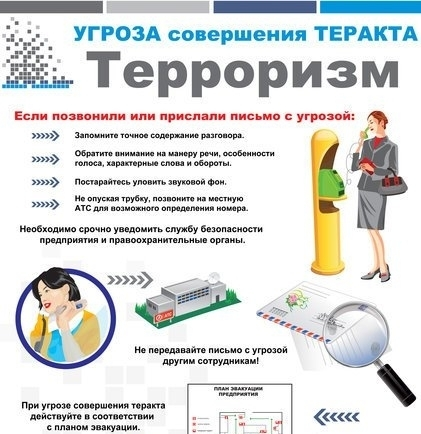 УГРОЗА совершения ТЕРАКТА
Терроризм
Если позвонили или прислали письмо с угрозой:
Запомните точное содержание разговора.
Обратите внимание на манеру речи, особенности
голоса, характерные слова и обороты.
Постарайтесь уловить звуковой фон.
Не опуская трубку, позвоните на местную
АТС для возможного определения номера.
Необходимо срочно уведомить службу безопасности
предприятия и правоохранительные органы.
АТС
Не передавайте письмо с угрозой
другим сотрудникам!
При угрозе совершения теракта
действуйте в соответствии
с планом эвакуации.
ПЛАН ЭВАКУАЦИИ
ПРЕДПРИЯТИЯ